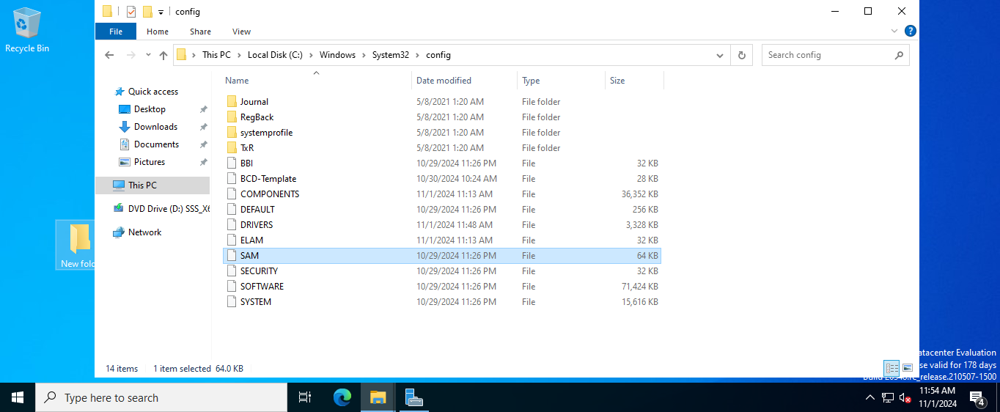 Recycle Bin
config
File Home Share View
This PC Local Disk (C:) Windows System32 config
Search config
Name Date modified Type Size
Quick access
Desktop
Downloads
Documents
Pictures
This PC
DVD Drive (D:) SSS_X6
Network
New fold
Journal 5/8/2021 1:20 AM File folder
RegBack 5/8/2021 1:20 AM File folder
systemprofile 5/8/2021 1:20 AM File folder
TxR 5/8/2021 1:20 AM File folder
BBI 10/29/2024 11:26 PM File 32 KB
BCD-Template 10/30/2024 10:24 AM File 28 KB
COMPONENTS 11/1/2024 11:13 AM File 36,352 KB
DEFAULT 10/29/2024 11:26 PM File 256 KB
DRIVERS 11/1/2024 11:48 AM File 3,328 KB
ELAM 11/1/2024 11:13 AM File 32 KB
SAM 10/29/2024 11:26 PM File 64 KB
SECURITY 10/29/2024 11:26 PM File 32 KB
SOFTWARE 10/29/2024 11:26 PM File 71,424 KB
SYSTEM 10/29/2024 11:26 PM File 15,616 KB
14 items 1 item selected 64.0 KB
atacenter Evaluation
se valid for 178 days
_release.210507-1500
Type here to search
11:54 AM
11/1/2024
4